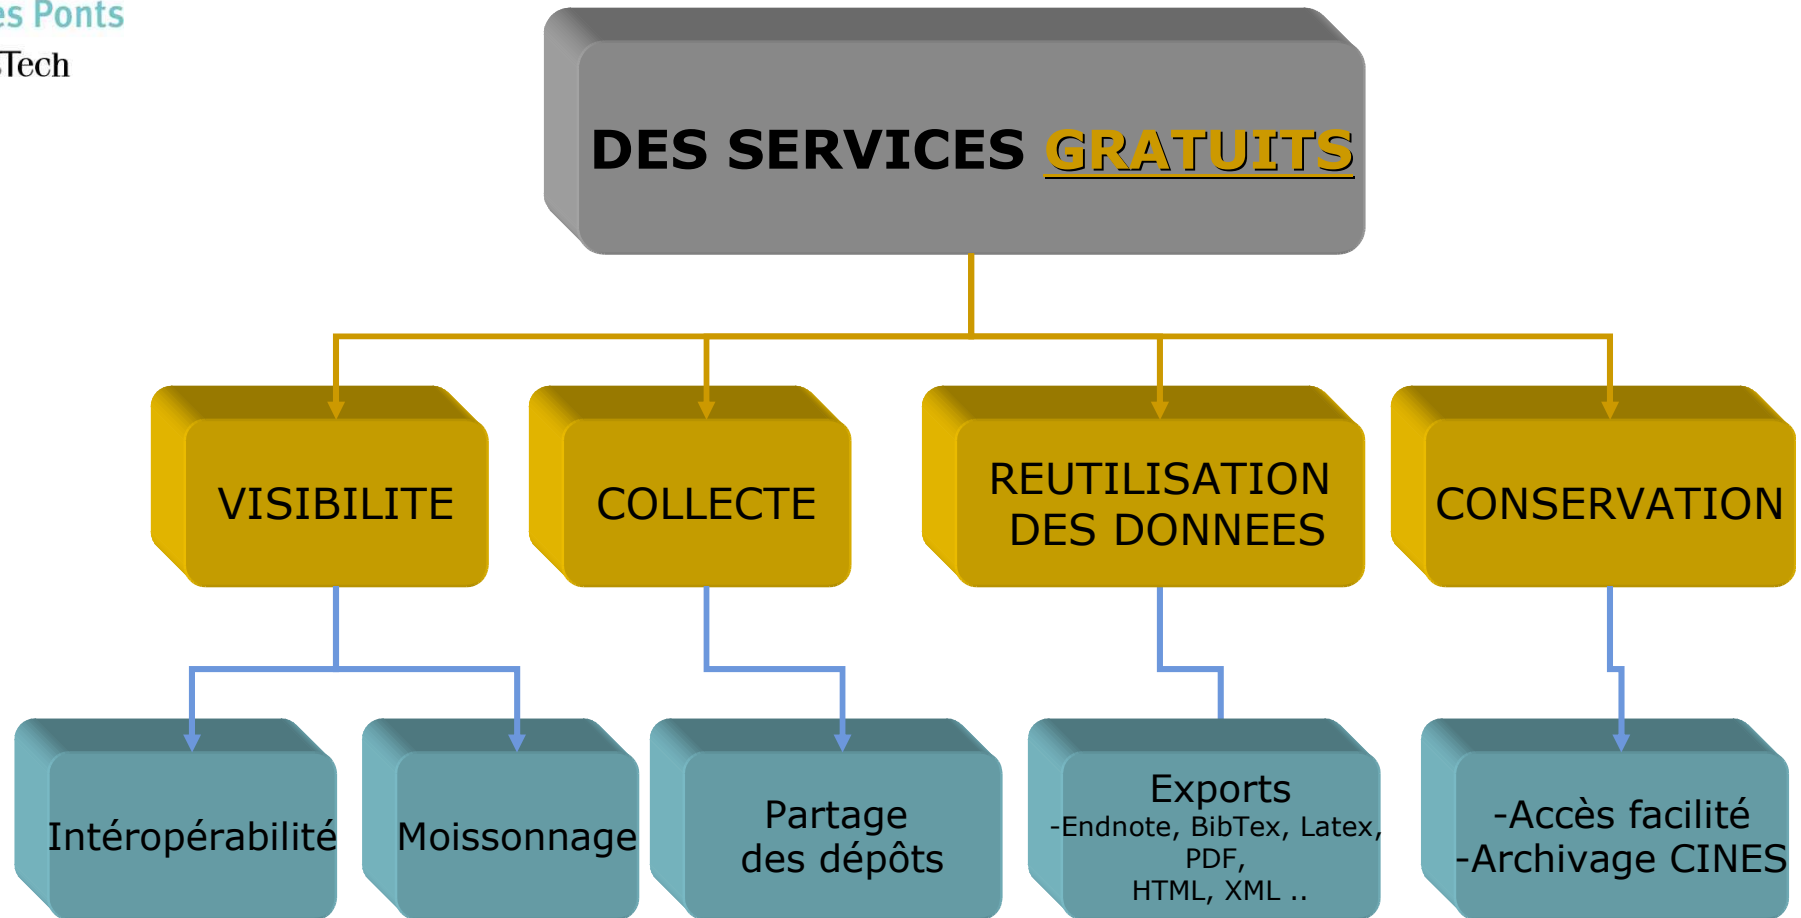 es Ponts
Tech
DES SERVICES GRATUITS
VISIBILITE
COLLECTE
REUTILISATION
DES DONNEES
CONSERVATION
Intéropérabilité
Moissonnage
Partage
des dépôts
Exports
-Endnote, BibTex, Latex,
PDF,
HTML, XML ..
-Accès facilité
-Archivage CINES